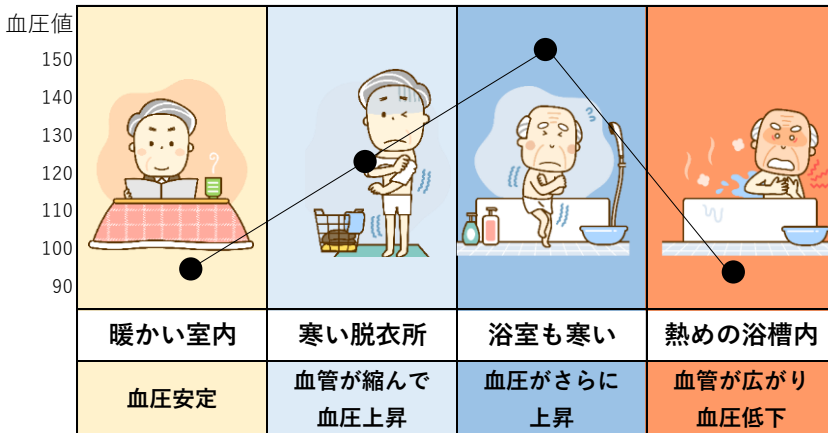 血圧値
150
140
130
120
110
100
90
暖かい室内
寒い脱衣所
浴室も寒い
熱めの浴槽内
血圧安定
血管が縮んで
血圧上昇
血圧がさらに
上昇
血管が広がり
血圧低下